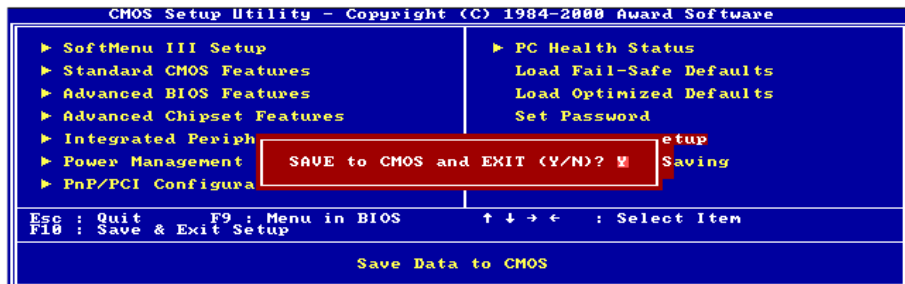 CMOS Setup Utility – Copyright (C) 1984-2000 Award Software
► SoftMenu III Setup
► Standard CMOS Features
► Advanced BIOS Features
► Advanced Chipset Features
► Integrated Periph
► Power Management
► PnP/PCI Configura
► PC Health Status
Load Fail-Safe Defaults
Load Optimized Defaults
Set Password
etup
Saving
SAVE to CMOS and EXIT (Y/N)? Y
Esc : Quit F9 : Menu in BIOS ↑ ↓ → ← : Select Item
F10 : Save & Exit Setup
Save Data to CMOS